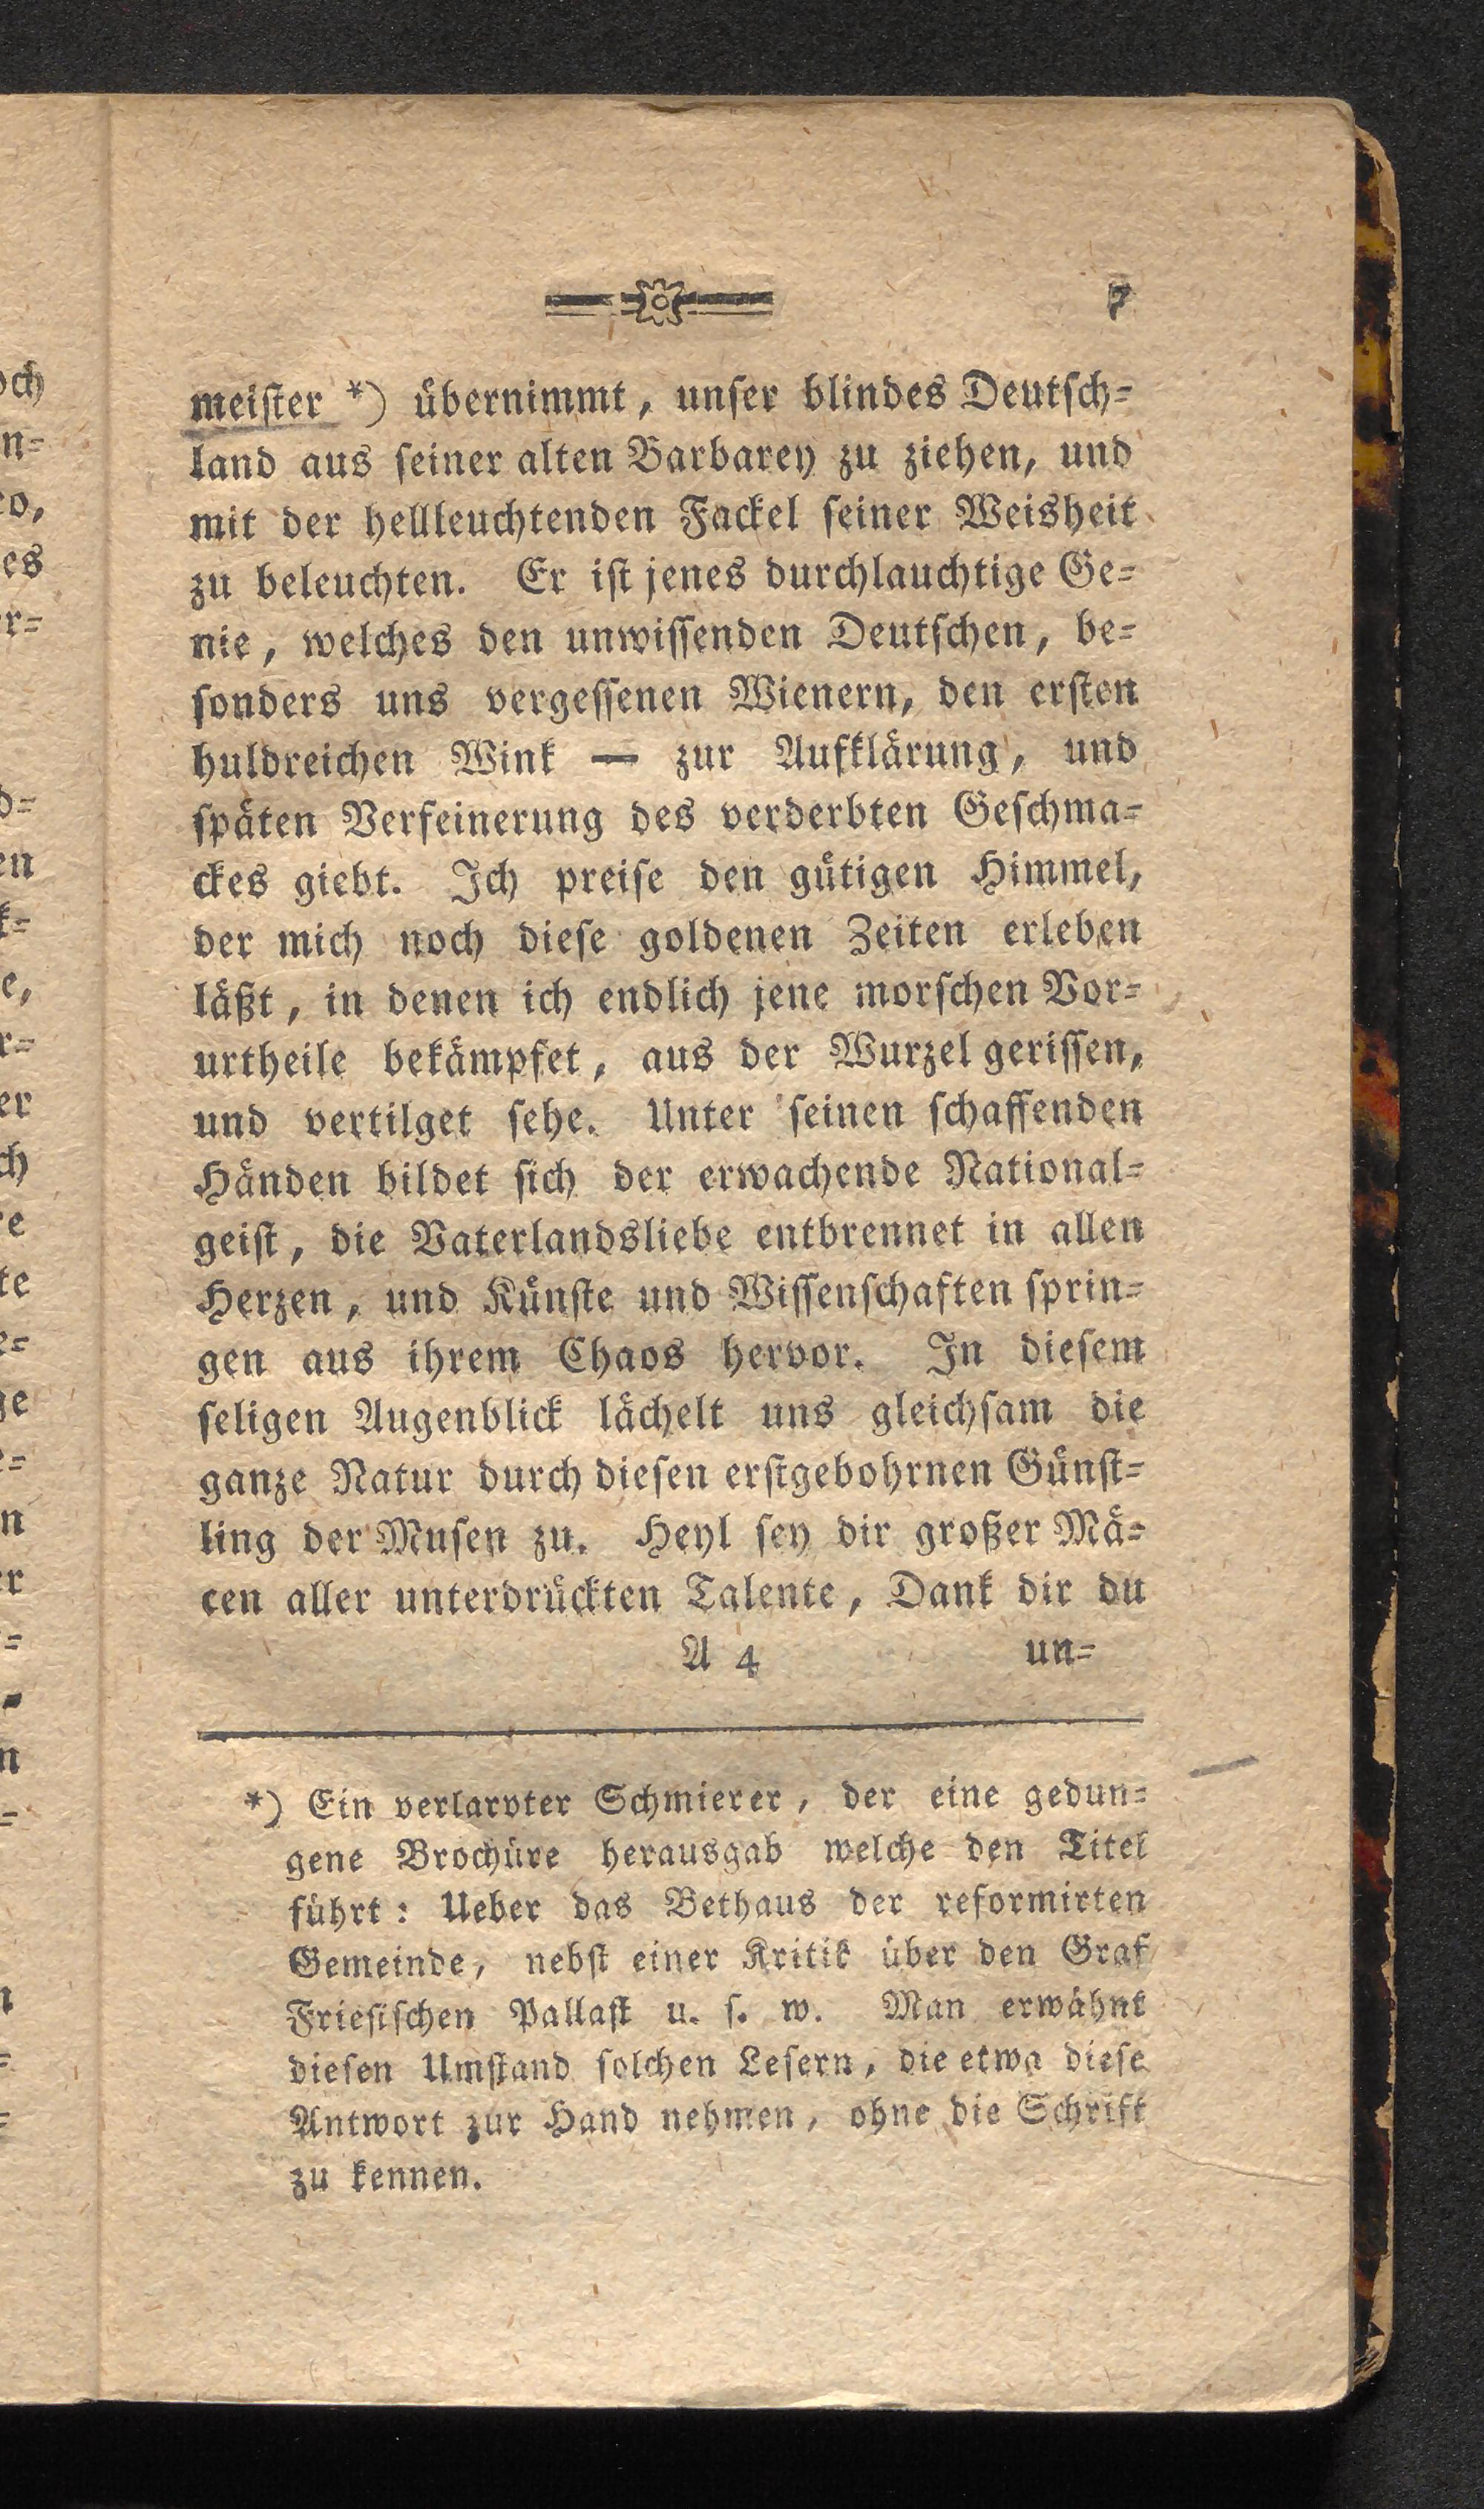 7
meister *) übernimmt, unser blindes Deutsch=
land aus seiner alten Barbarey zu ziehen, und
mit der hellleuchtenden Fackel seiner Weisheit
zu beleuchten. Er ist jenes durchlauchtige Ge=
nie, welches den unwissenden Deutschen, be=
sonders uns vergessenen Wienern, den ersten
huldreichen Wink — zur Aufklärung, und
späten Verfeinerung des verderbten Geschma=
ckes giebt. Ich preise den gütigen Himmel,
der mich noch diese goldenen Zeiten erleben
läßt, in denen ich endlich jene morschen Vor=
urtheile bekämpfet, aus der Wurzel gerissen,
und vertilget sehe. Unter seinen schaffenden
Händen bildet sich der erwachende National=
geist, die Vaterlandsliebe entbrennet in allen
Herzen, und Künste und Wissenschaften sprin=
gen aus ihrem Chaos hervor. In diesem
seligen Augenblick lächelt uns gleichsam die
ganze Natur durch diesen erstgebohrnen Günst=
ling der Musen zu. Heyl sey dir großer Mä=
cen aller unterdrückten Talente, Dank dir du
A 4 un=
*) Ein verlarvter Schmierer, der eine gedun=
gene Brochüre herausgab welche den Titel
führt: Ueber das Bethaus der reformirten
Gemeinde, nebst einer Kritik über den Graf
Friesischen Pallast u. s. w. Man erwähnt
diesen Umstand solchen Lesern, die etwa diese
Antwort zur Hand nehmen, ohne die Schrift
zu kennen.